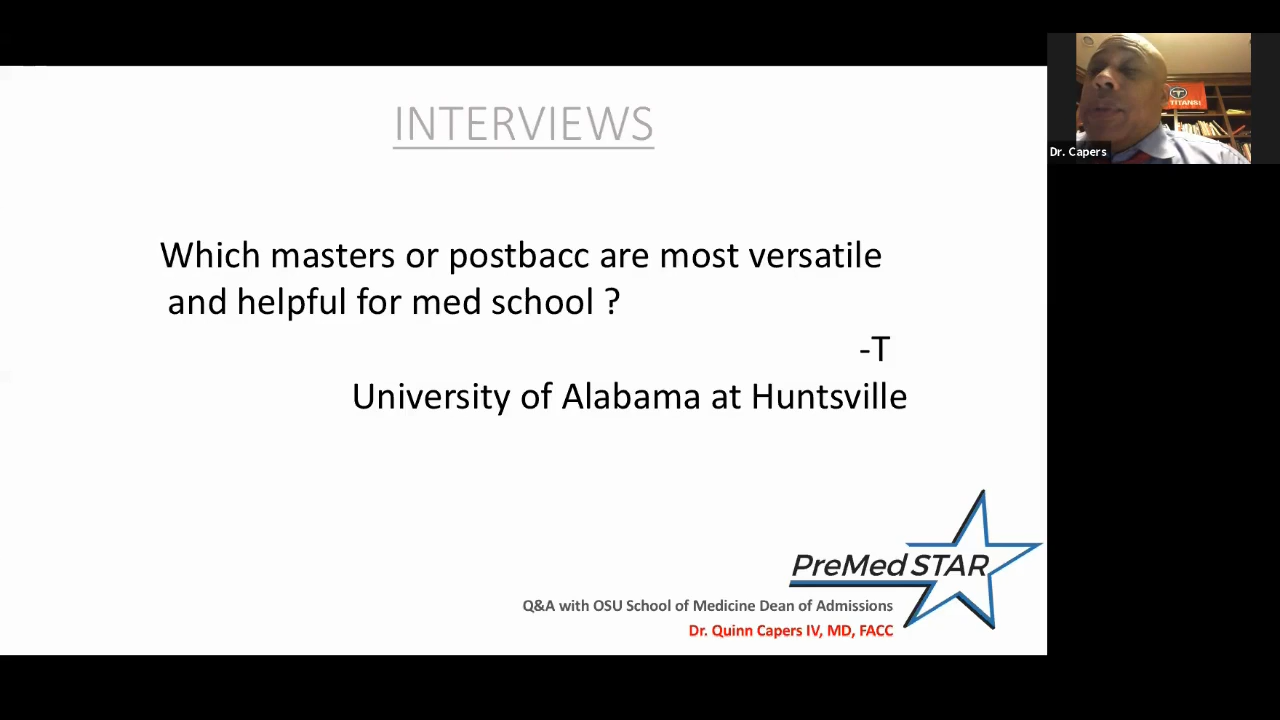 INTERVIEWS
Which masters or postbacc are most versatile
and helpful for med school ?
-T
University of Alabama at Huntsville
PreMed STAR
Q&A with OSU School of Medicine Dean of Admissions
Dr. Quinn Capers IV, MD, FACC
TITANS!
Dr. Capers